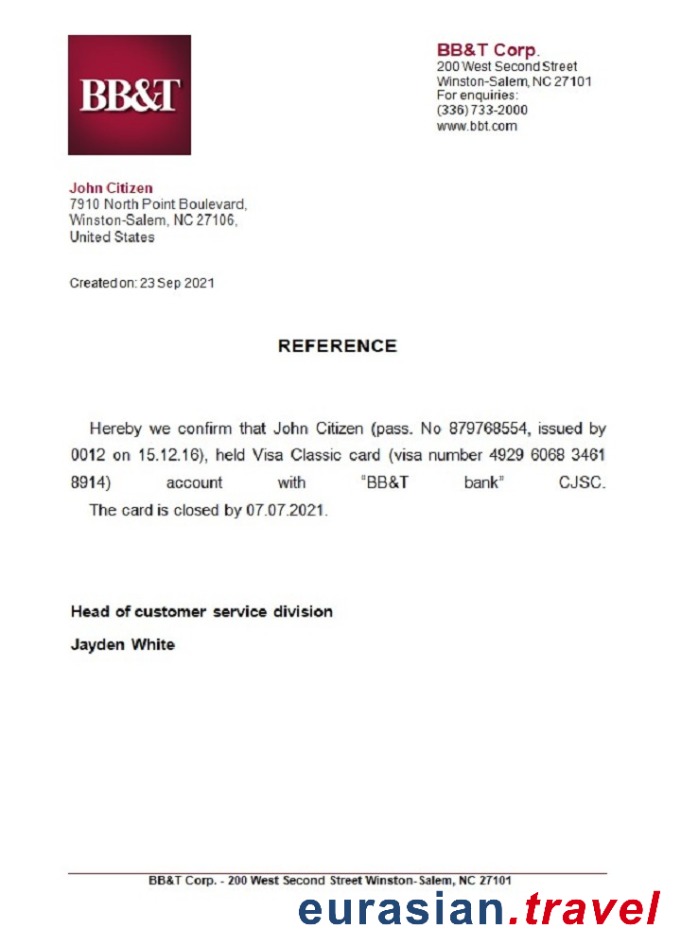 BB&T
BB&T Corp.
200 West Second Street
Winston-Salem, NC 27101
For enquiries:
(336) 733-2000
www.bbt.com
John Citizen
7910 North Point Boulevard,
Winston-Salem, NC 27106,
United States
Created on: 23 Sep 2021
REFERENCE
Hereby we confirm that John Citizen (pass. No 879768554, issued by
0012 on 15.12.16), held Visa Classic card (visa number 4929 6068 3461
8914) account with "BB&T bank" CJSC.
The card is closed by 07.07.2021.
Head of customer service division
Jayden White
BB&T Corp. - 200 West Second Street Winston-Salem, NC 27101
eurasian.travel